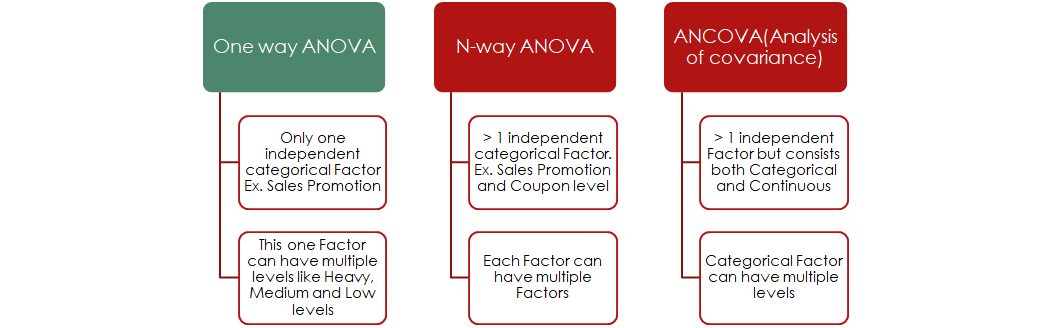 One way ANOVA
Only one
independent
categorical Factor
Ex. Sales Promotion
This one Factor
can have multiple
levels like Heavy,
Medium and Low
levels
N-way ANOVA
> 1 independent
categorical Factor.
Ex. Sales Promotion
and Coupon level
Each Factor can
have multiple
Factors
ANCOVA(Analysis
of covariance)
> 1 independent
Factor but consists
both Categorical
and Continuous
Categorical Factor
can have multiple
levels